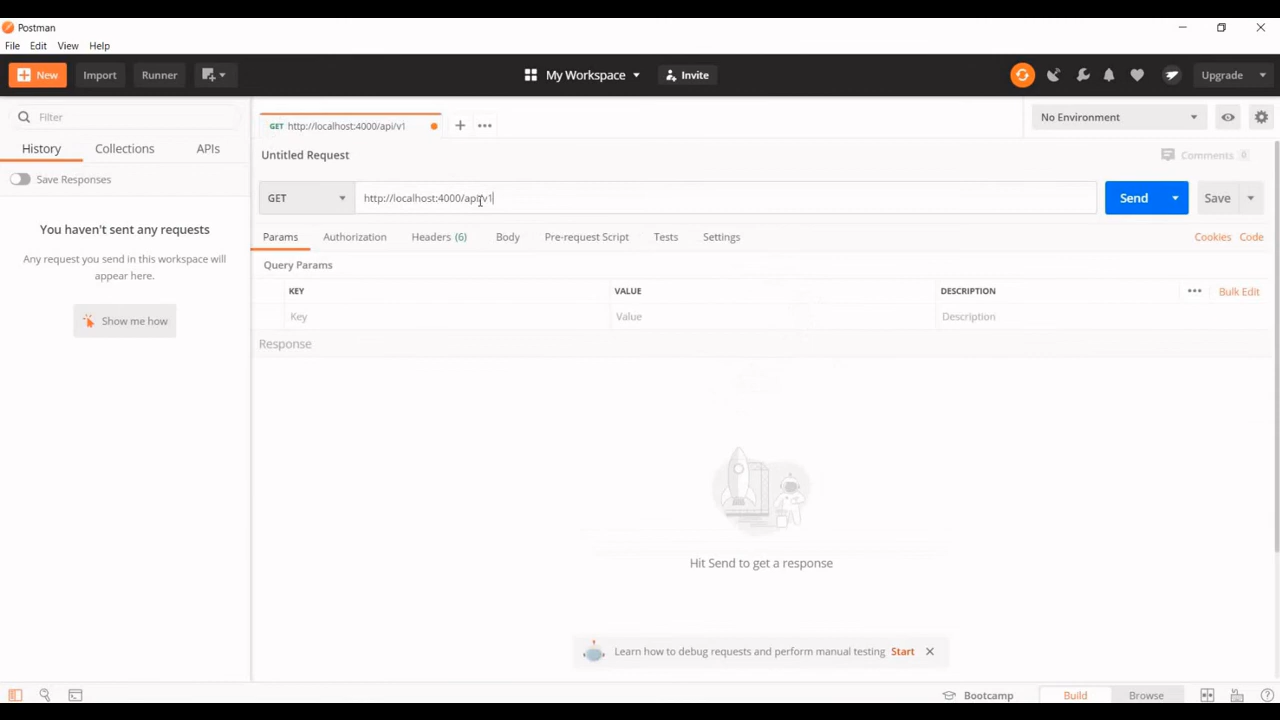 Postman
File Edit View Help
New Import Runner My Workspace Invite Upgrade
Filter
History Collections APIs
Save Responses
You haven't sent any requests
Any request you send in this workspace will
appear here.
Show me how
GET http://localhost:4000/api/v1
No Environment
Untitled Request
Comments 0
GET http://localhost:4000/api/v1 Send Save
Params Authorization Headers (6) Body Pre-request Script Tests Settings Cookies Code
Query Params
KEY VALUE DESCRIPTION Bulk Edit
Key Value Description
Response
Hit Send to get a response
Learn how to debug requests and perform manual testing Start
Bootcamp Build Browse